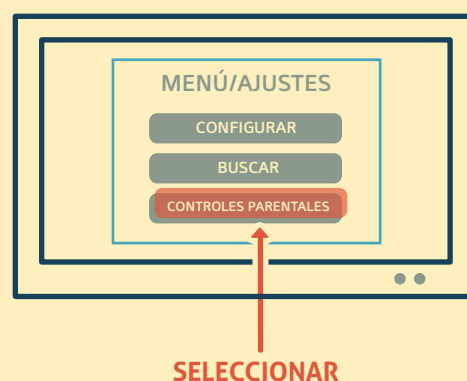 MENÚ/AJUSTES
CONFIGURAR
BUSCAR
CONTROLES PARENTALES
SELECCIONAR